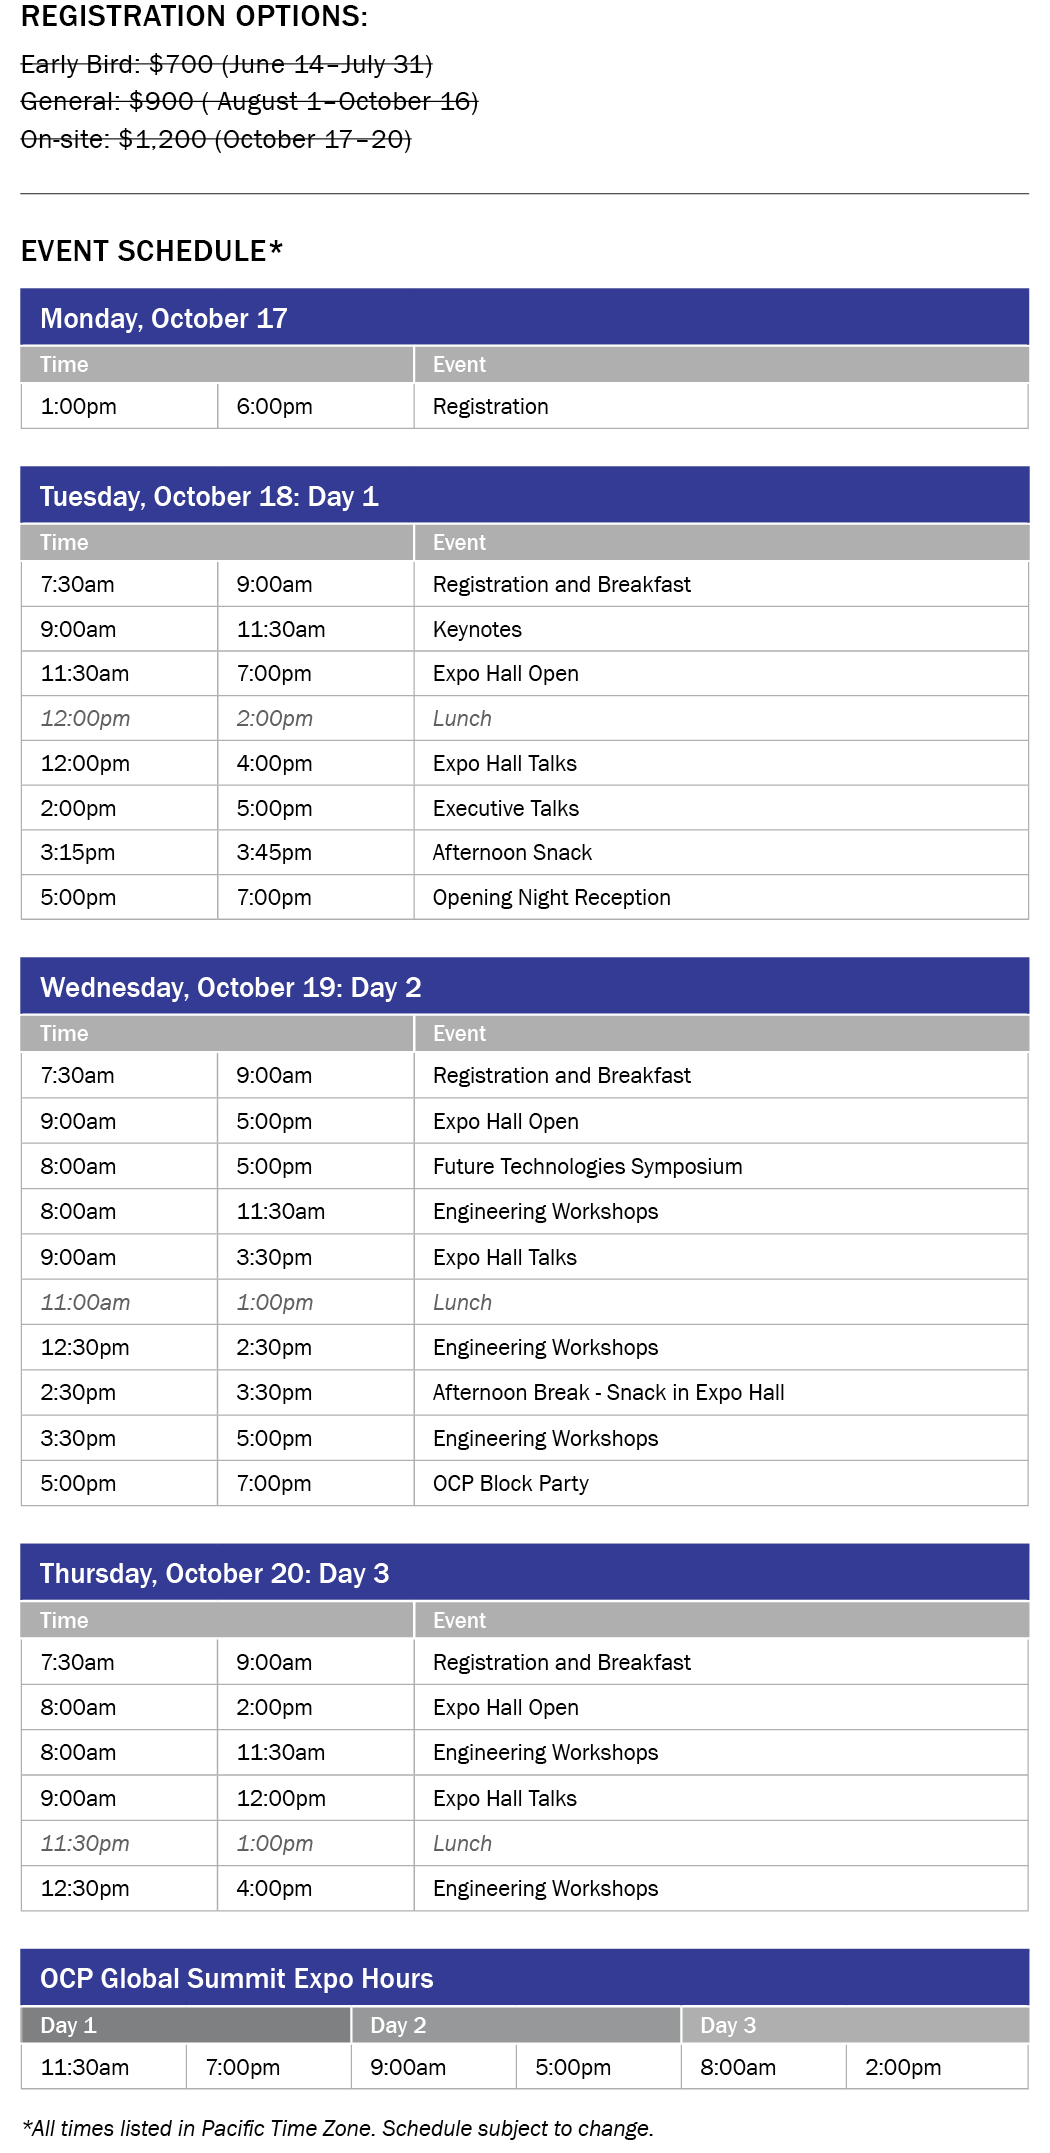 REGISTRATION OPTIONS:
Early Bird: $700 (June 14–July 31)
General: $900 ( August 1–October 16)
On-site: $1,200 (October 17–20)
EVENT SCHEDULE*
Monday, October 17
Time Event
1:00pm 6:00pm Registration
Tuesday, October 18: Day 1
Time Event
7:30am 9:00am Registration and Breakfast
9:00am 11:30am Keynotes
11:30am 7:00pm Expo Hall Open
12:00pm 2:00pm Lunch
12:00pm 4:00pm Expo Hall Talks
2:00pm 5:00pm Executive Talks
3:15pm 3:45pm Afternoon Snack
5:00pm 7:00pm Opening Night Reception
Wednesday, October 19: Day 2
Time Event
7:30am 9:00am Registration and Breakfast
9:00am 5:00pm Expo Hall Open
8:00am 5:00pm Future Technologies Symposium
8:00am 11:30am Engineering Workshops
9:00am 3:30pm Expo Hall Talks
11:00am 1:00pm Lunch
12:30pm 2:30pm Engineering Workshops
2:30pm 3:30pm Afternoon Break - Snack in Expo Hall
3:30pm 5:00pm Engineering Workshops
5:00pm 7:00pm OCP Block Party
Thursday, October 20: Day 3
Time Event
7:30am 9:00am Registration and Breakfast
8:00am 2:00pm Expo Hall Open
8:00am 11:30am Engineering Workshops
9:00am 12:00pm Expo Hall Talks
11:30pm 1:00pm Lunch
12:30pm 4:00pm Engineering Workshops
OCP Global Summit Expo Hours
Day 1 Day 2 Day 3
11:30am 7:00pm 9:00am 5:00pm 8:00am 2:00pm
*All times listed in Pacific Time Zone. Schedule subject to change.